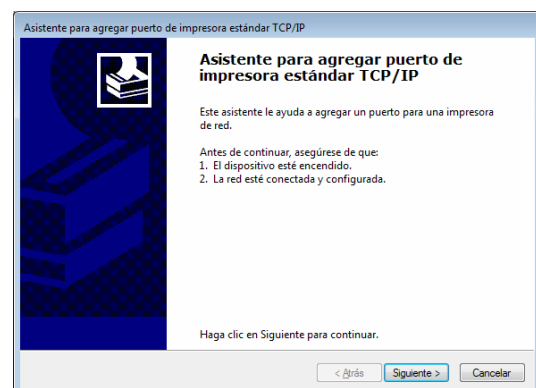 Asistente para agregar puerto de impresora estándar TCP/IP
Asistente para agregar puerto de
impresora estándar TCP/IP
Este asistente le ayuda a agregar un puerto para una impresora
de red.
Antes de continuar, asegúrese de que:
1. El dispositivo esté encendido.
2. La red esté conectada y configurada.
Haga clic en Siguiente para continuar.
< Atrás Siguiente > Cancelar